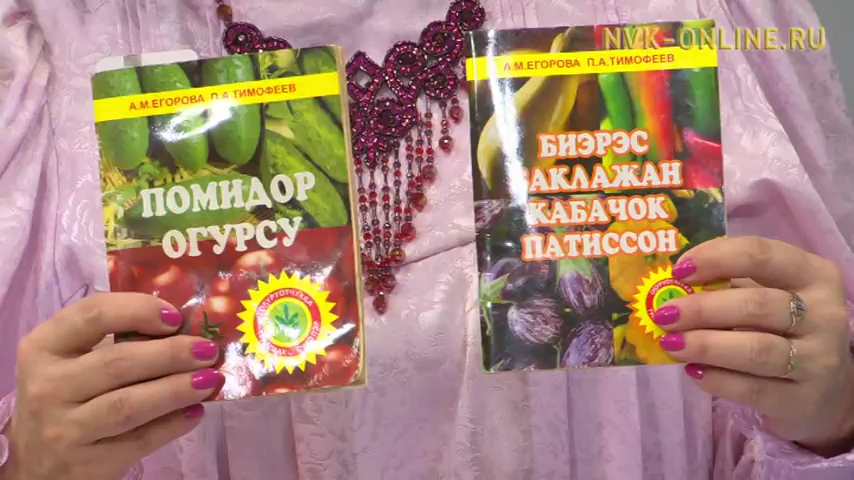 NVK-ONLINE.RU
А.М.ЕГОРОВА П.А.ТИМОФЕЕВ
ПОМИДОР
ОГУРСУ
А.М.ЕГОРОВА П.А.ТИМОФЕЕВ
БИЭРЭС
БАКЛАЖАН
КАБАЧОК
ПАТИССОН